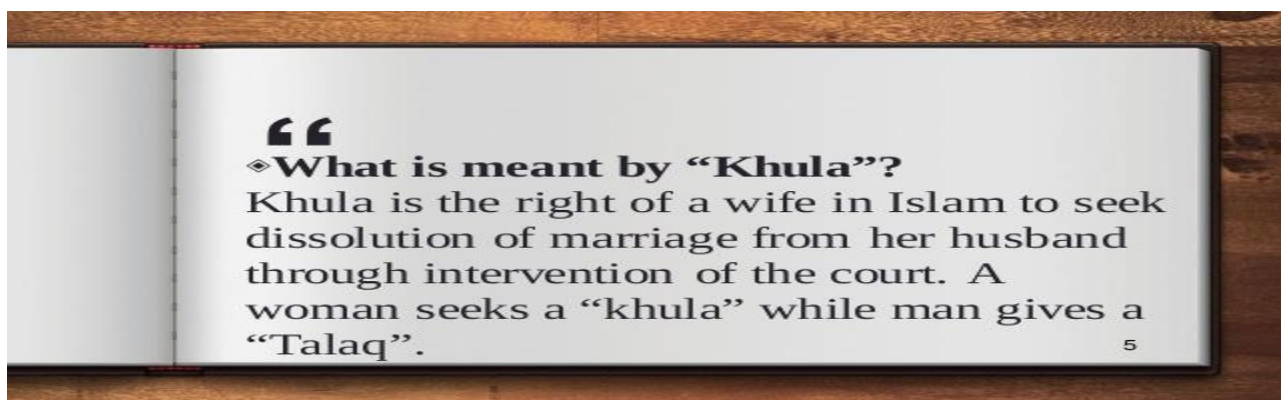 “
◈What is meant by “Khula”?
Khula is the right of a wife in Islam to seek
dissolution of marriage from her husband
through intervention of the court. A
woman seeks a “khula” while man gives a
“Talaq”.
5